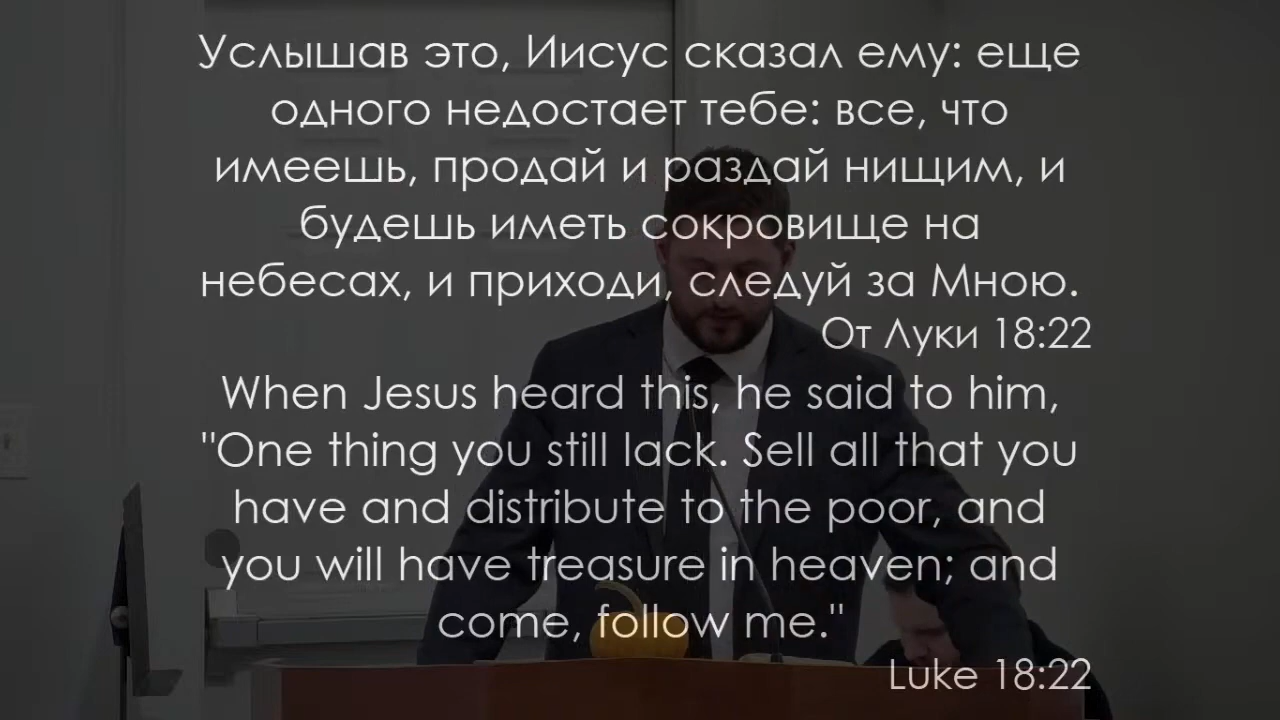 Услышав это, Иисус сказал ему: еще
одного недостает тебе: все, что
имеешь, продай и раздай нищим, и
будешь иметь сокровище на
небесах, и приходи, следуй за Мною.
От Луки 18:22
When Jesus heard this, he said to him,
"One thing you still lack. Sell all that you
have and distribute to the poor, and
you will have treasure in heaven; and
come, follow me."
Luke 18:22